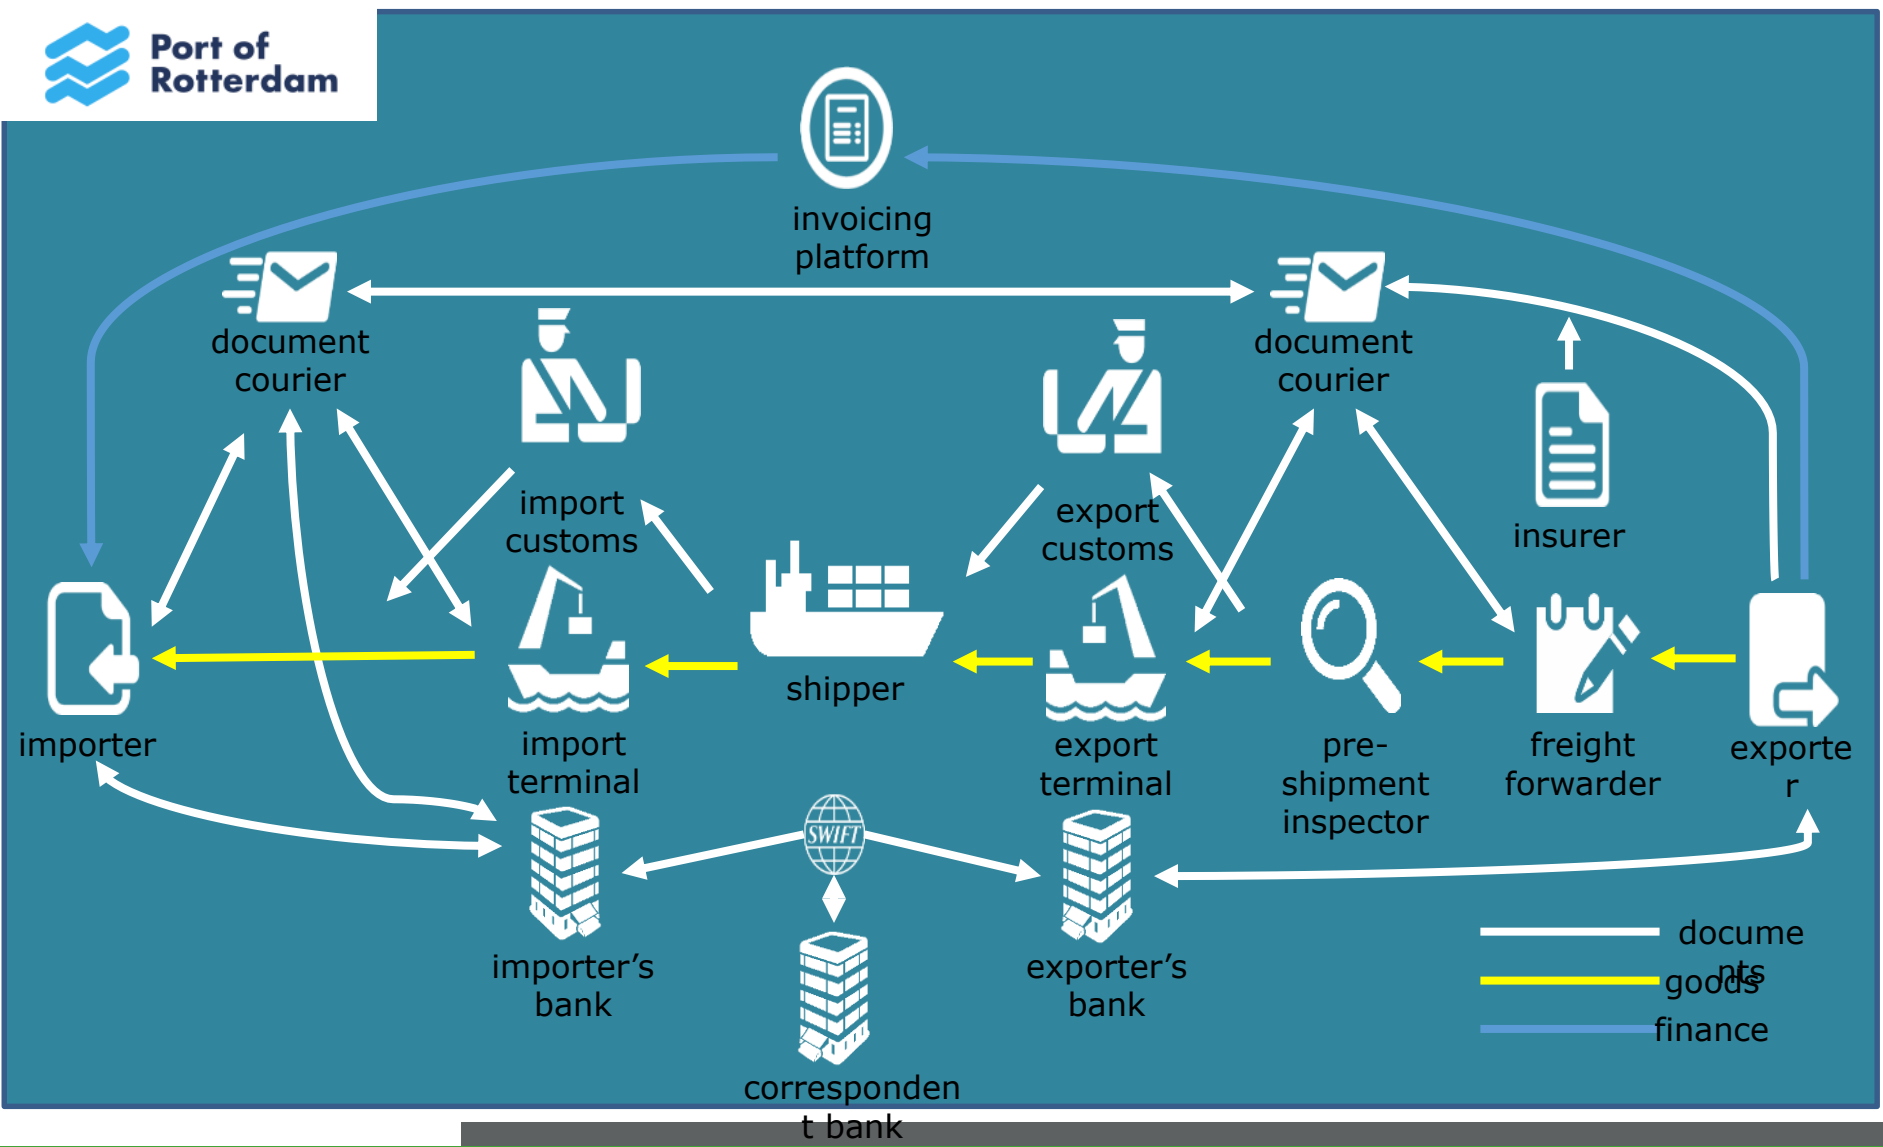 Port of
Rotterdam
invoicing
platform
document
courier
document
courier
import
customs
export
customs
insurer
shipper
importer
import
terminal
export
terminal
pre-
shipment
inspector
freight
forwarder
exporte
r
SWIFT
importer’s
bank
exporter’s
bank
corresponden
t bank
docume
nts
goods
finance